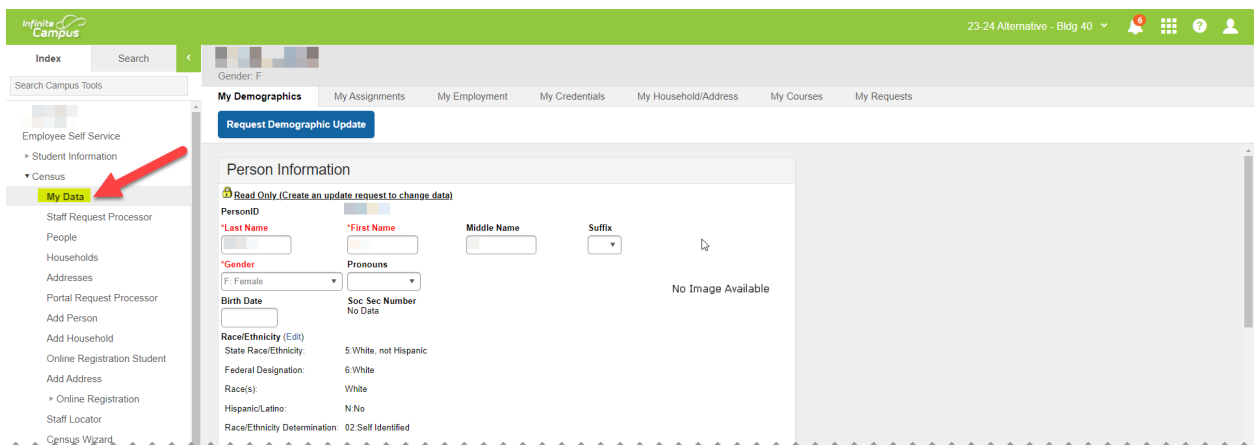 Infinite Campus
23-24 Alternative - Bldg 40
6
Index
Search
Search Campus Tools
Employee Self Service
Student Information
Census
My Data
Staff Request Processor
People
Households
Addresses
Portal Request Processor
Add Person
Add Household
Online Registration Student
Add Address
Online Registration
Staff Locator
Census Wizard
Gender: F
My Demographics
My Assignments
My Employment
My Credentials
My Household/Address
My Courses
My Requests
Request Demographic Update
Person Information
Read Only (Create an update request to change data)
PersonID
*Last Name
*First Name
Middle Name
Suffix
*Gender
Pronouns
F: Female
Birth Date
Soc Sec Number
No Data
No Image Available
Race/Ethnicity (Edit)
State Race/Ethnicity: 5:White, not Hispanic
Federal Designation: 6:White
Race(s): White
Hispanic/Latino: N:No
Race/Ethnicity Determination: 02:Self Identified